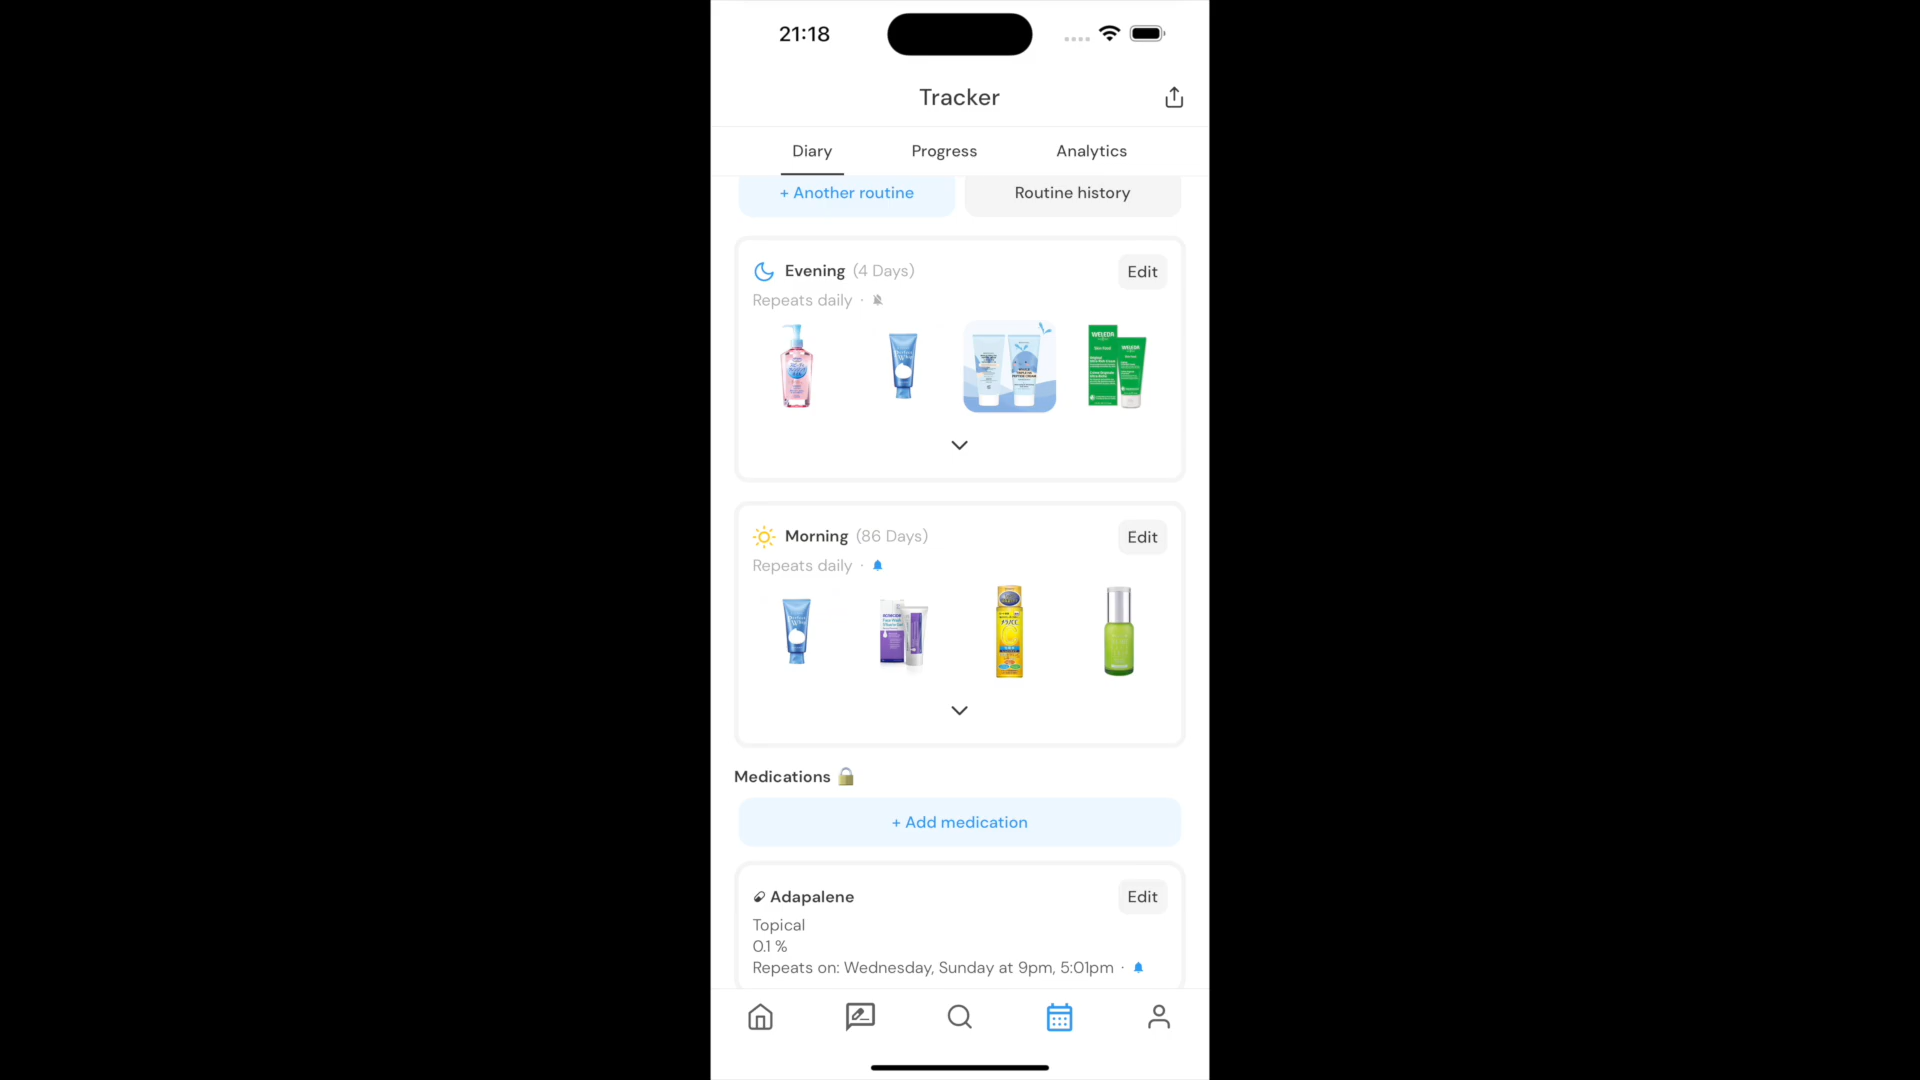 21:18
Tracker
Diary
Progress
Analytics
+ Another routine
Routine history
Evening (4 Days)
Edit
Repeats daily ·
WELEDA
WELEDA
Morning (86 Days)
Edit
Repeats daily ·
Medications
+ Add medication
Adapalene
Edit
Topical
0.1 %
Repeats on: Wednesday, Sunday at 9pm, 5:01pm ·